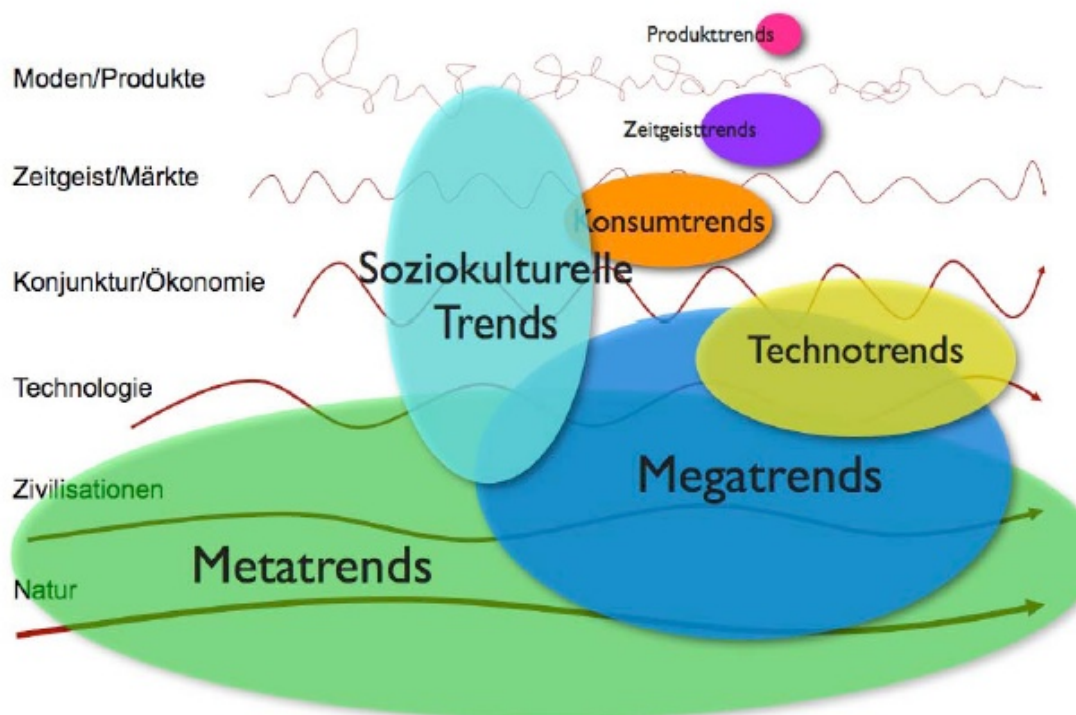 Produkttrends
Moden/Produkte
Zeitgeisttrends
Zeitgeist/Märkte
Konsumtrends
Soziokulturelle
Trends
Konjunktur/Ökonomie
Technotrends
Technologie
Megatrends
Zivilisationen
Metatrends
Natur